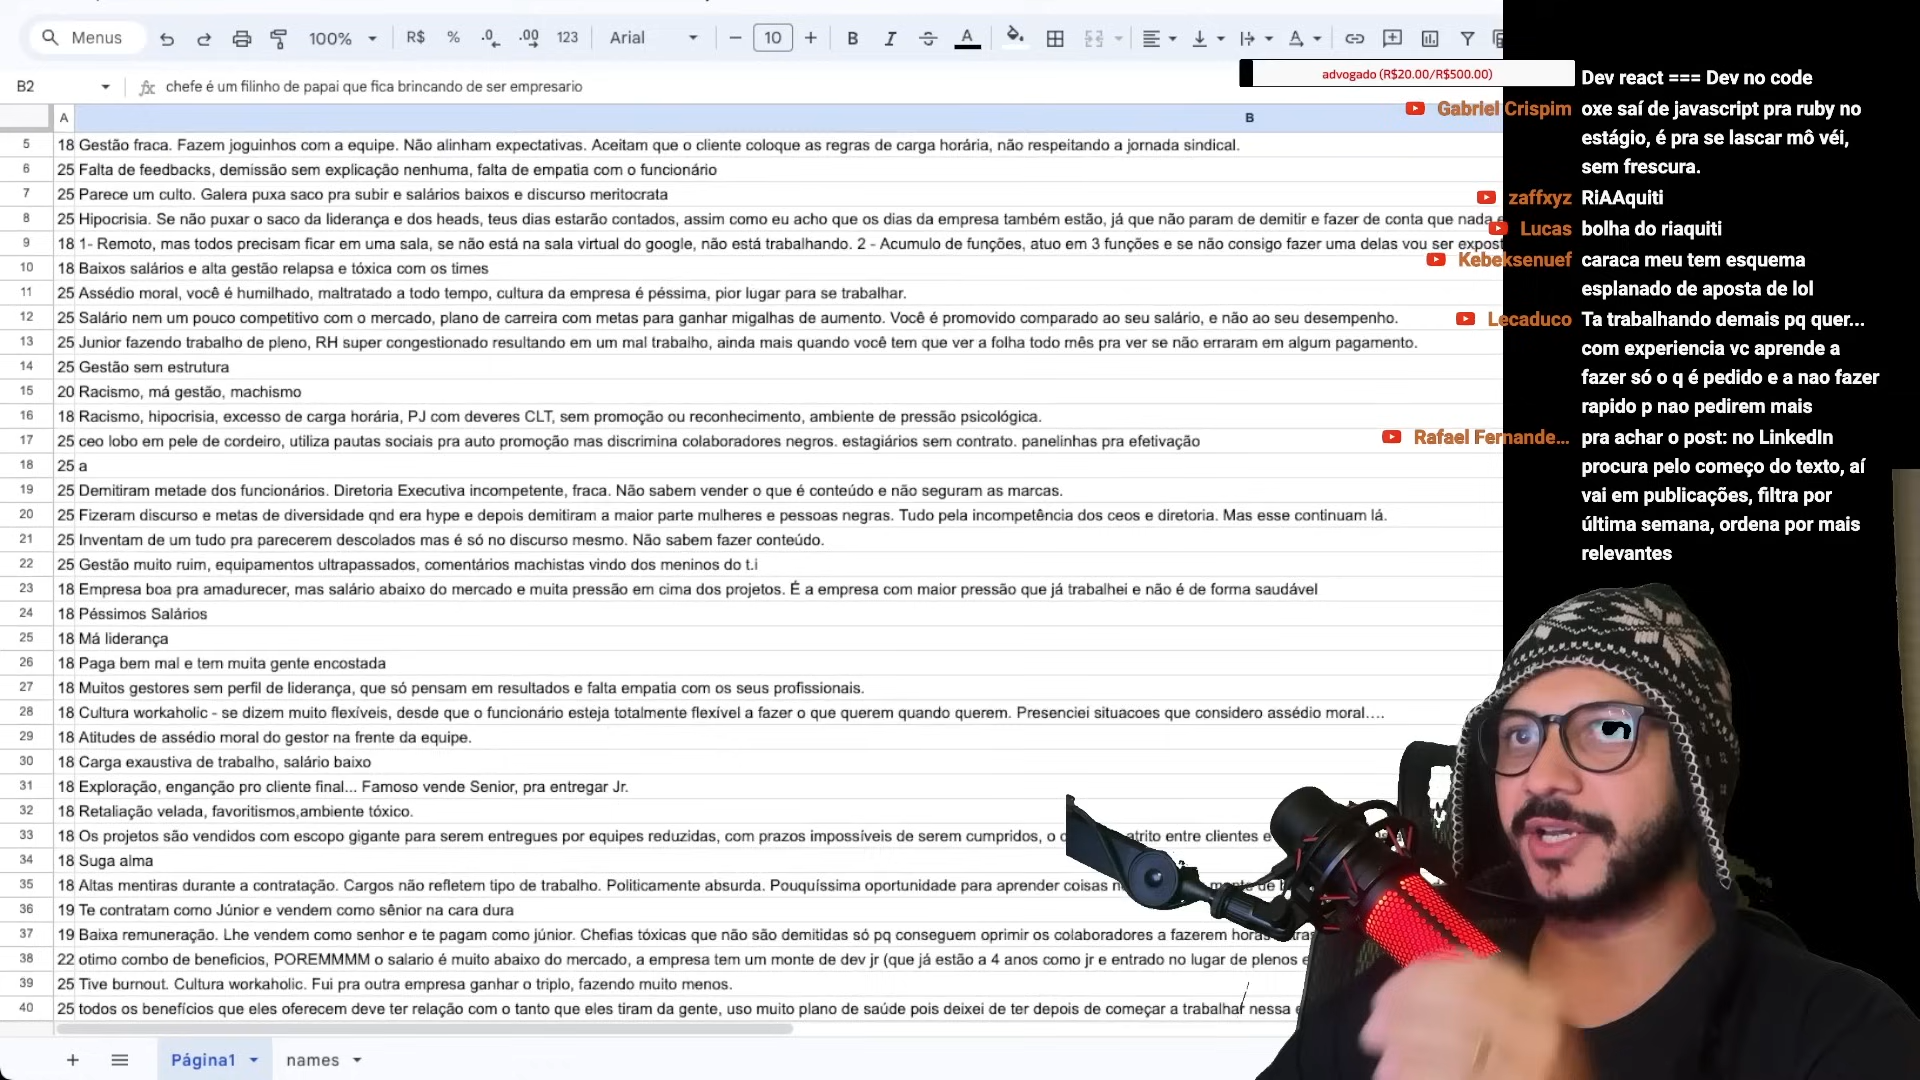 Menus 100% R$ % .0 .00 123 Arial 10 B I A
B2 fx chefe é um filinho de papai que fica brincando de ser empresario
A B
5 18 Gestão fraca. Fazem joguinhos com a equipe. Não alinham expectativas. Aceitam que o cliente coloque as regras de carga horária, não respeitando a jornada sindical.
6 25 Falta de feedbacks, demissão sem explicação nenhuma, falta de empatia com o funcionário
7 25 Parece um culto. Galera puxa saco pra subir e salários baixos e discurso meritocrata
8 25 Hipocrisia. Se não puxar o saco da liderança e dos heads, teus dias estarão contados, assim como eu acho que os dias da empresa também estão, já que não param de demitir e fazer de conta que nada
9 18 1- Remoto, mas todos precisam ficar em uma sala, se não está na sala virtual do google, não está trabalhando. 2 - Acumulo de funções, atuo em 3 funções e se não consigo fazer uma delas vou ser expost
10 18 Baixos salários e alta gestão relapsa e tóxica com os times
11 25 Assédio moral, você é humilhado, maltratado a todo tempo, cultura da empresa é péssima, pior lugar para se trabalhar.
12 25 Salário nem um pouco competitivo com o mercado, plano de carreira com metas para ganhar migalhas de aumento. Você é promovido comparado ao seu salário, e não ao seu desempenho.
13 25 Junior fazendo trabalho de pleno, RH super congestionado resultando em um mal trabalho, ainda mais quando você tem que ver a folha todo mês pra ver se não erraram em algum pagamento.
14 25 Gestão sem estrutura
15 20 Racismo, má gestão, machismo
16 18 Racismo, hipocrisia, excesso de carga horária, PJ com deveres CLT, sem promoção ou reconhecimento, ambiente de pressão psicológica.
17 25 ceo lobo em pele de cordeiro, utiliza pautas sociais pra auto promoção mas discrimina colaboradores negros. estagiários sem contrato. panelinhas pra efetivação
18 25 a
19 25 Demitiram metade dos funcionários. Diretoria Executiva incompetente, fraca. Não sabem vender o que é conteúdo e não seguram as marcas.
20 25 Fizeram discurso e metas de diversidade qnd era hype e depois demitiram a maior parte mulheres e pessoas negras. Tudo pela incompetência dos ceos e diretoria. Mas esse continuam lá.
21 25 Inventam de um tudo pra parecerem descolados mas é só no discurso mesmo. Não sabem fazer conteúdo.
22 25 Gestão muito ruim, equipamentos ultrapassados, comentários machistas vindo dos meninos do t.i
23 18 Empresa boa pra amadurecer, mas salário abaixo do mercado e muita pressão em cima dos projetos. É a empresa com maior pressão que já trabalhei e não é de forma saudável
24 18 Péssimos Salários
25 18 Má liderança
26 18 Paga bem mal e tem muita gente encostada
27 18 Muitos gestores sem perfil de liderança, que só pensam em resultados e falta empatia com os seus profissionais.
28 18 Cultura workaholic - se dizem muito flexíveis, desde que o funcionário esteja totalmente flexível a fazer o que querem quando querem. Presenciei situacoes que considero assédio moral….
29 18 Atitudes de assédio moral do gestor na frente da equipe.
30 18 Carga exaustiva de trabalho, salário baixo
31 18 Exploração, enganção pro cliente final... Famoso vende Senior, pra entregar Jr.
32 18 Retaliação velada, favoritismos,ambiente tóxico.
33 18 Os projetos são vendidos com escopo gigante para serem entregues por equipes reduzidas, com prazos impossíveis de serem cumpridos, o atrito entre clientes e
34 18 Suga alma
35 18 Altas mentiras durante a contratação. Cargos não refletem tipo de trabalho. Politicamente absurda. Pouquíssima oportunidade para aprender coisas
36 19 Te contratam como Júnior e vendem como sênior na cara dura
37 19 Baixa remuneração. Lhe vendem como senhor e te pagam como júnior. Chefias tóxicas que não são demitidas só pq conseguem oprimir os colaboradores a fazerem horas
38 22 otimo combo de beneficios, POREMMMM o salario é muito abaixo do mercado, a empresa tem um monte de dev jr (que já estão a 4 anos como jr e entrado no lugar de plenos e
39 25 Tive burnout. Cultura workaholic. Fui pra outra empresa ganhar o triplo, fazendo muito menos.
40 25 todos os benefícios que eles oferecem deve ter relação com o tanto que eles tiram da gente, uso muito plano de saúde pois deixei de ter depois de começar a trabalhar nessa
Página1 names
advogado (R$20.00/R$500.00)
Dev react === Dev no code
Gabriel Crispim oxe saí de javascript pra ruby no
estágio, é pra se lascar mô véi,
sem frescura.
zaffxyz RiAAquiti
Lucas bolha do riaquiti
Kebeksenuef caraca meu tem esquema
esplanado de aposta de lol
Lecaduco Ta trabalhando demais pq quer...
com experiencia vc aprende a
fazer só o q é pedido e a nao fazer
rapido p nao pedirem mais
Rafael Fernande... pra achar o post: no LinkedIn
procura pelo começo do texto, aí
vai em publicações, filtra por
última semana, ordena por mais
relevantes